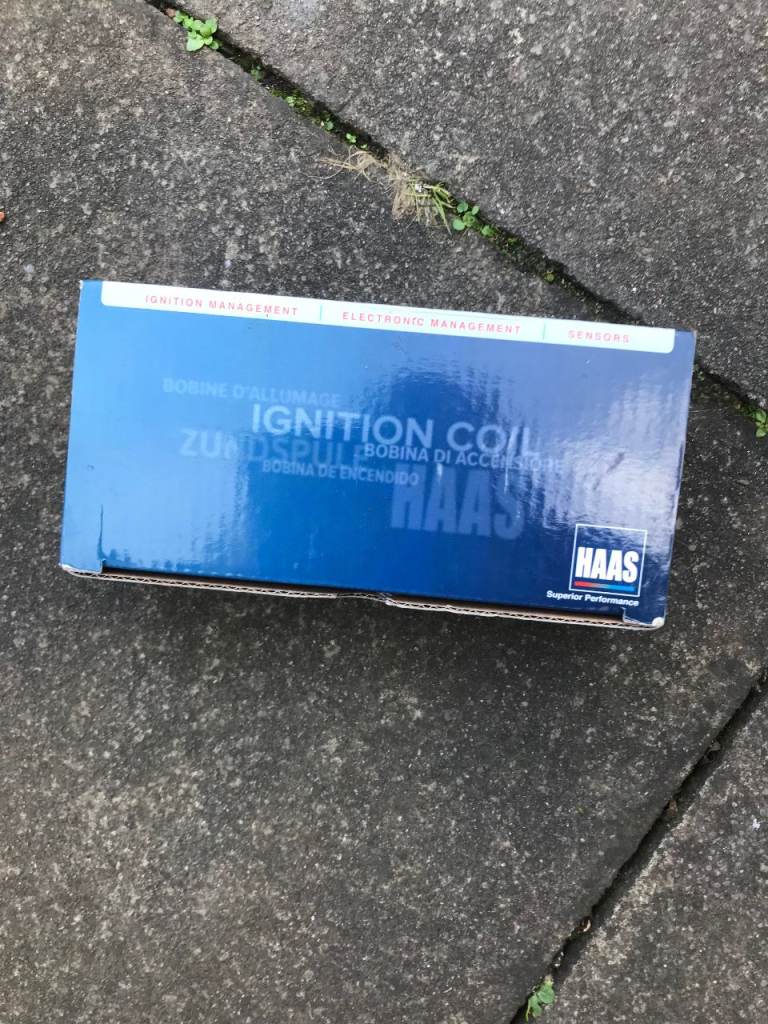 IGNITION MANAGEMENT | ELECTRONIC MANAGEMENT | SENSORS
BOBINE D'ALLUMAGE
IGNITION COIL
ZUNDSPULE
BOBINA DI ACCENSIONE
BOBINA DE ENCENDIDO
HAAS
HAAS
Superior Performance